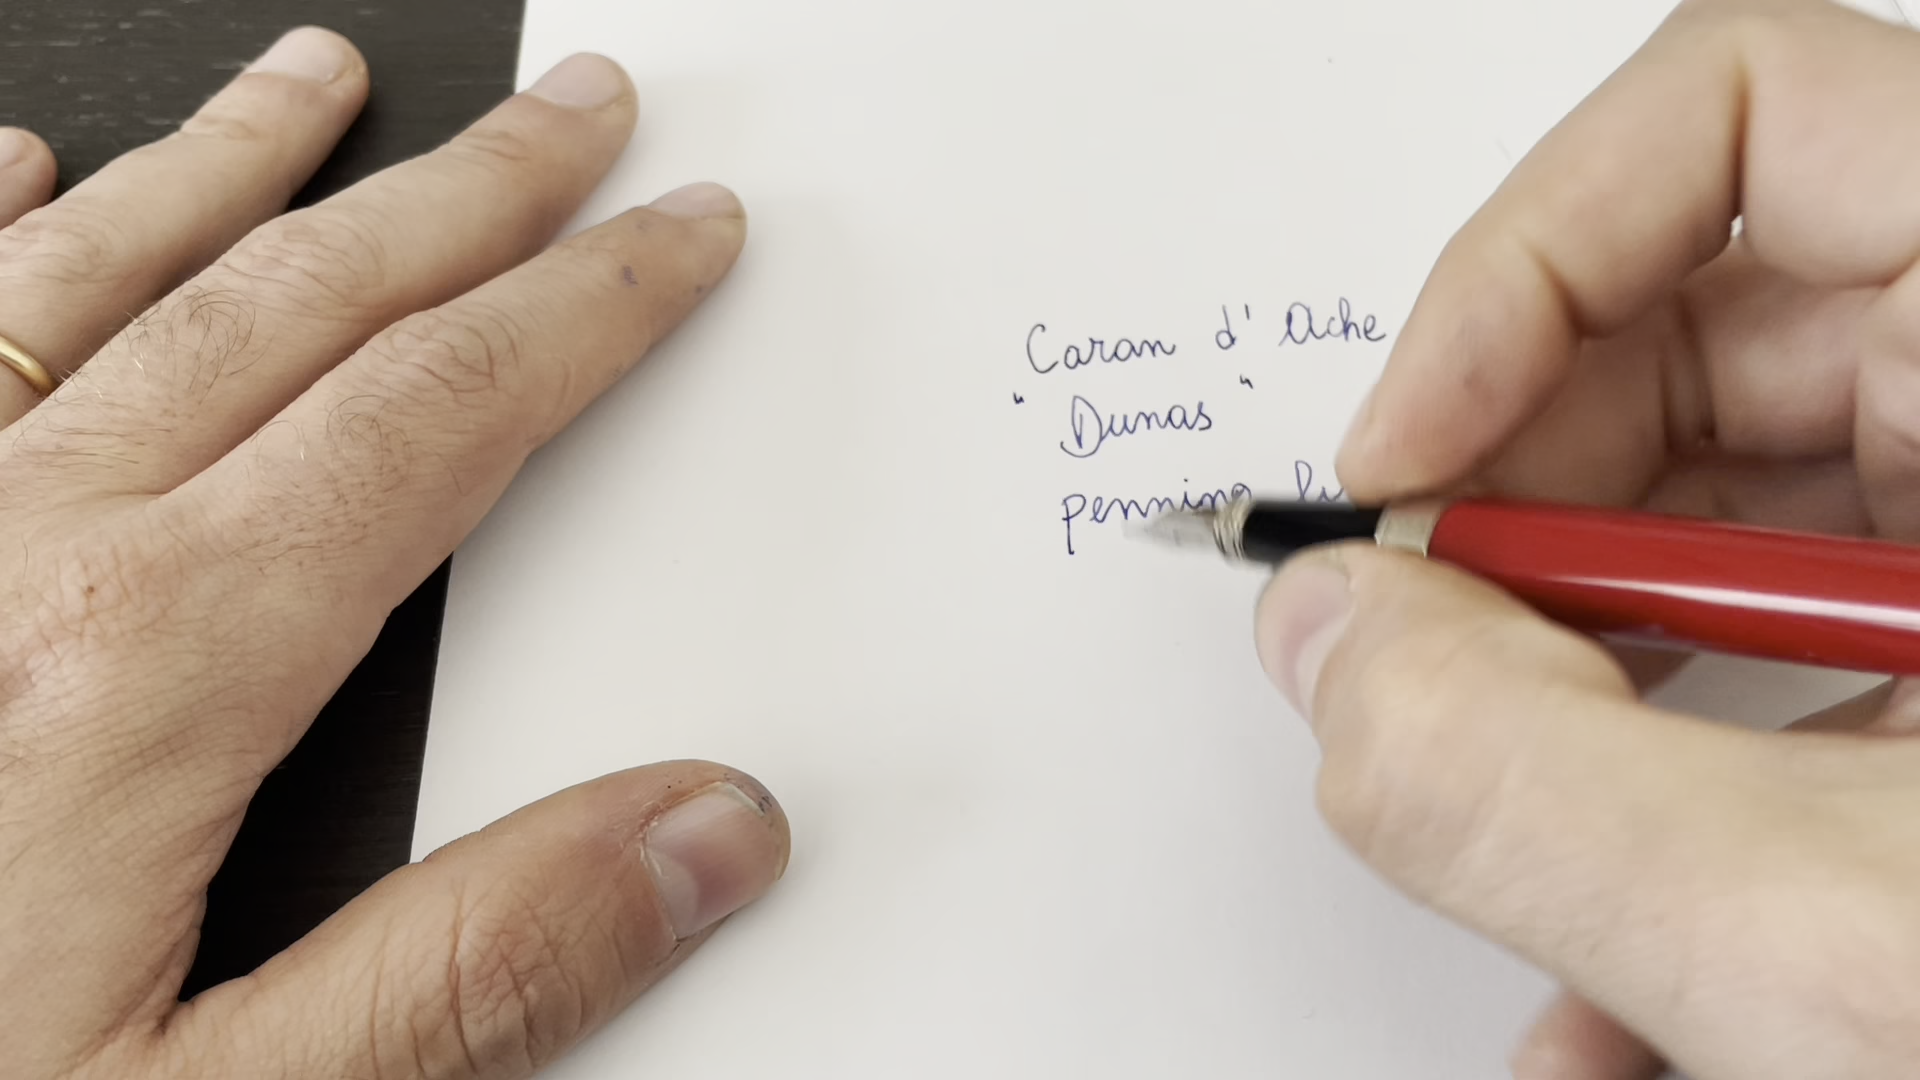 Caran d'Ache
"Dunas"
penning